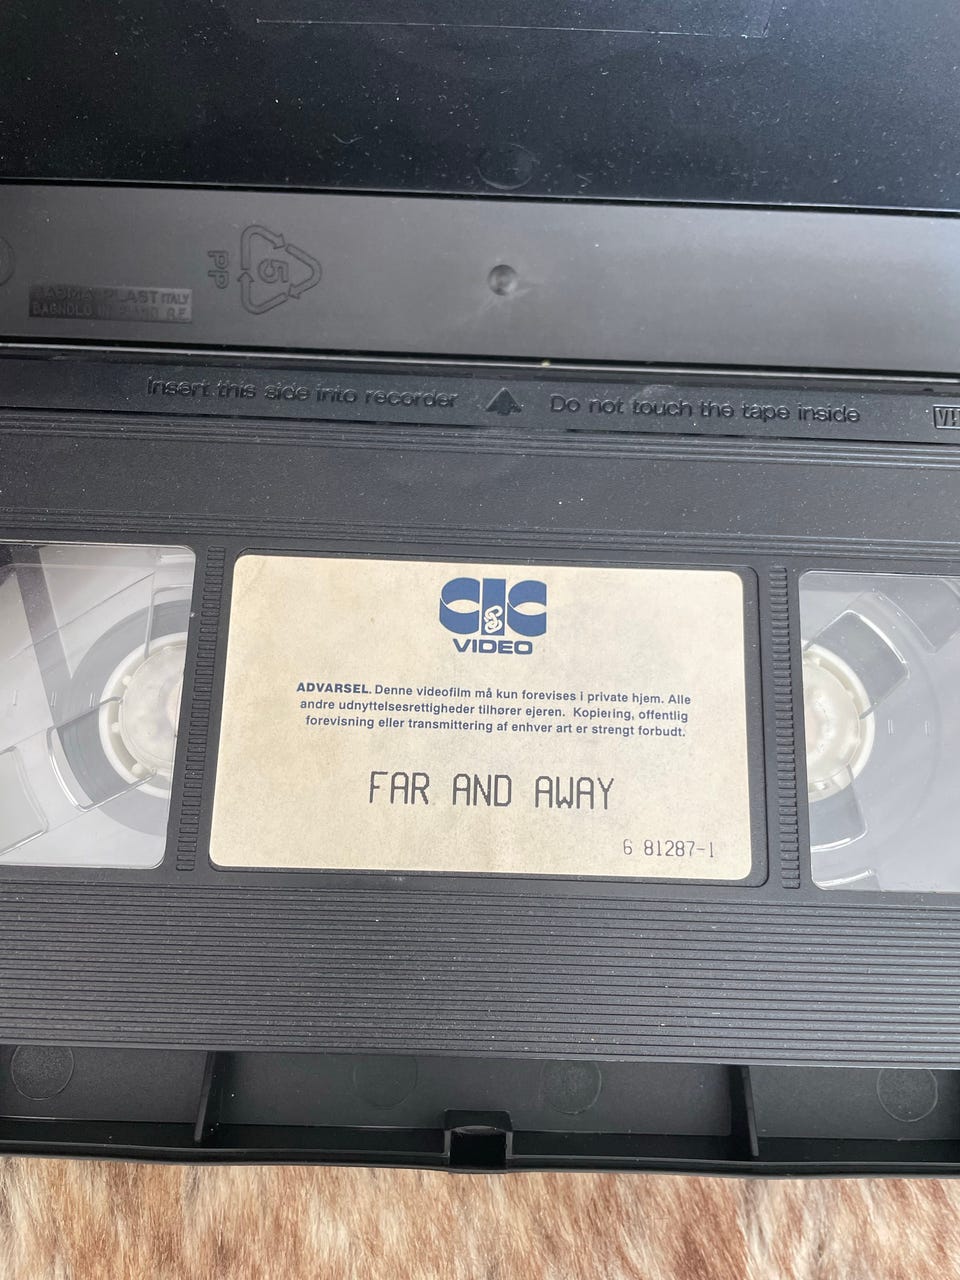 5
PP
PLAST ITALY
Insert this side into recorder Do not touch the tape inside
CIC
VIDEO
ADVARSEL. Denne videofilm må kun forevises i private hjem. Alle
andre udnyttelsesrettigheder tilhører ejeren. Kopiering, offentlig
forevisning eller transmittering af enhver art er strengt forbudt.
FAR AND AWAY
6 81287-1